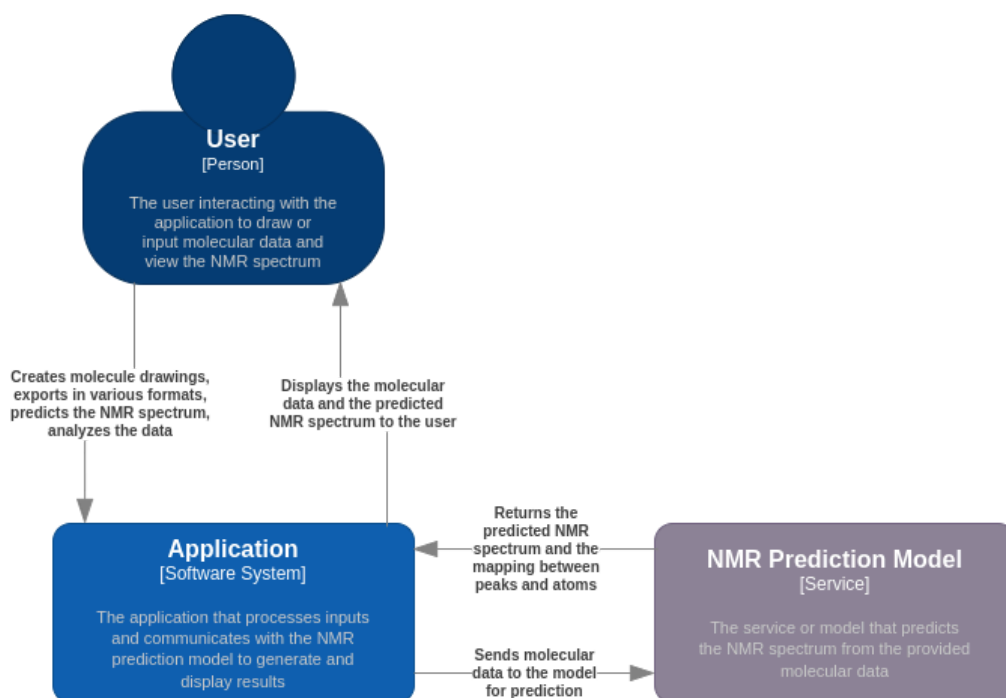 User
[Person]
The user interacting with the
application to draw or
input molecular data and
view the NMR spectrum
Creates molecule drawings,
exports in various formats,
predicts the NMR spectrum,
analyzes the data
Displays the molecular
data and the predicted
NMR spectrum to the user
Application
[Software System]
The application that processes inputs
and communicates with the NMR
prediction model to generate and
display results
Returns the
predicted NMR
spectrum and the
mapping between
peaks and atoms
Sends molecular
data to the model
for prediction
NMR Prediction Model
[Service]
The service or model that predicts
the NMR spectrum from the provided
molecular data